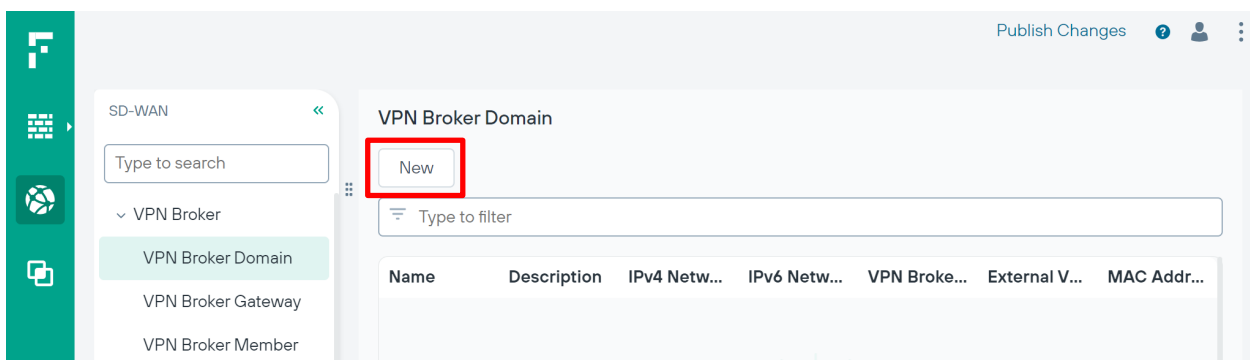 Publish Changes
SD-WAN
Type to search
VPN Broker
VPN Broker Domain
VPN Broker Gateway
VPN Broker Member
VPN Broker Domain
New
Type to filter
Name Description IPv4 Netw... IPv6 Netw... VPN Broke... External V... MAC Addr...